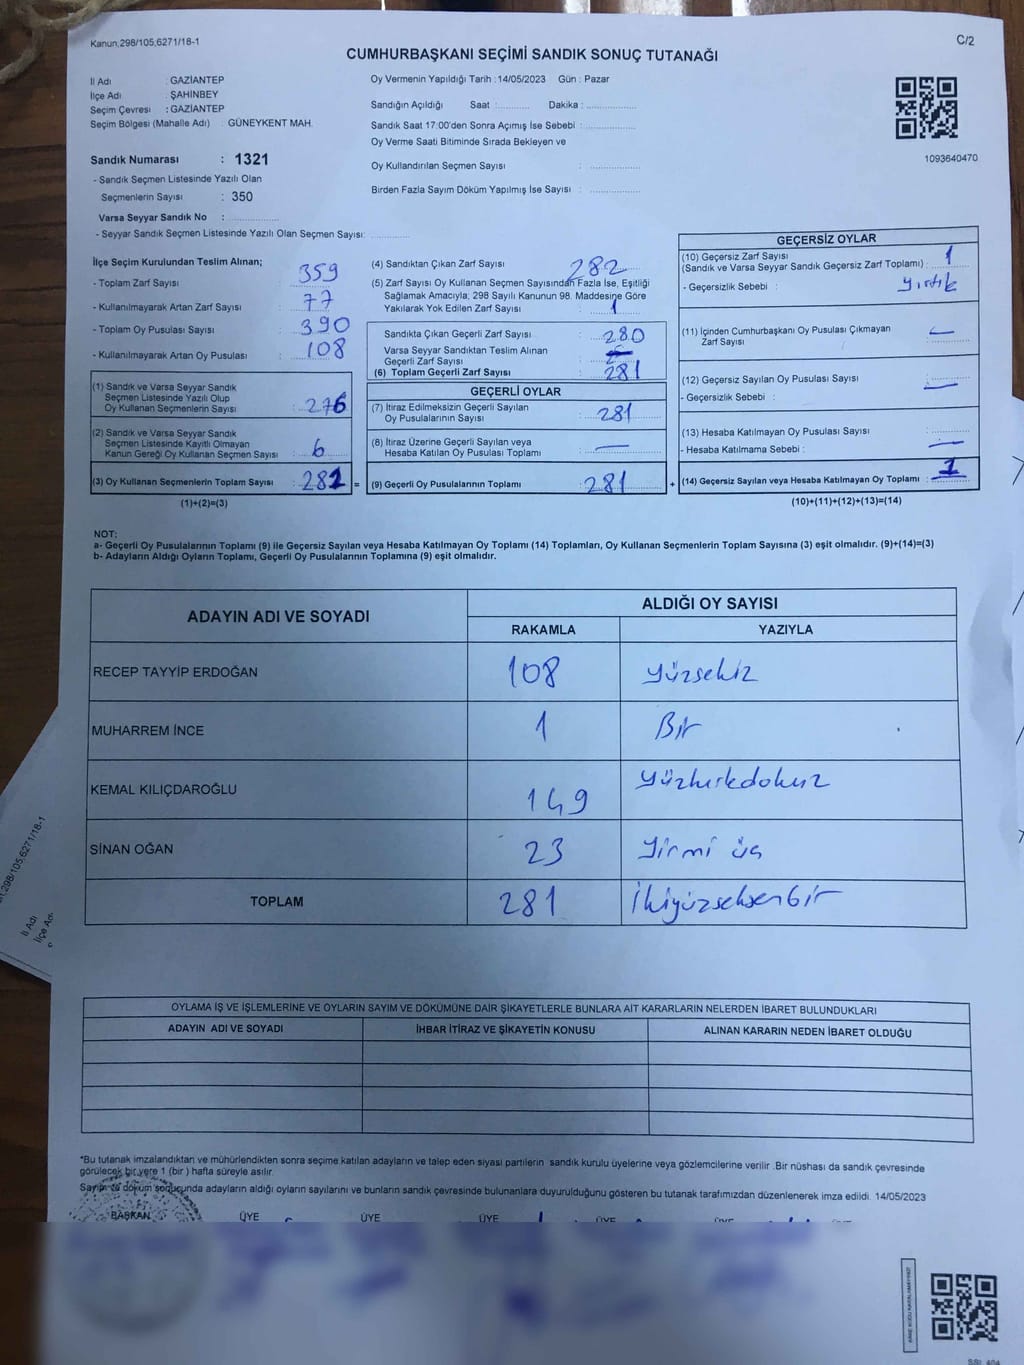 Kanun,298/105,6271/18-1
C/2
CUMHURBAŞKANI SEÇİMİ SANDIK SONUÇ TUTANAĞI
İl Adı : GAZİANTEP
İlçe Adı : ŞAHİNBEY
Seçim Çevresi : GAZİANTEP
Seçim Bölgesi (Mahalle Adı) : GÜNEYKENT MAH.
Sandık Numarası : 1321
- Sandık Seçmen Listesinde Yazılı Olan
Seçmenlerin Sayısı : 350
Varsa Seyyar Sandık No :
- Seyyar Sandık Seçmen Listesinde Yazılı Olan Seçmen Sayısı:
Oy Vermenin Yapıldığı Tarih :14/05/2023 Gün : Pazar
Sandığın Açıldığı Saat : Dakika :
Sandık Saat 17:00'den Sonra Açımış İse Sebebi :
Oy Verme Saati Bitiminde Sırada Bekleyen ve
Oy Kullandırılan Seçmen Sayısı :
Birden Fazla Sayım Döküm Yapılmış İse Sayısı :
1093640470
İlçe Seçim Kurulundan Teslim Alınan;
- Toplam Zarf Sayısı : 359
- Kullanılmayarak Artan Zarf Sayısı : 77
- Toplam Oy Pusulası Sayısı : 390
- Kullanılmayarak Artan Oy Pusulası : 108
(1) Sandık ve Varsa Seyyar Sandık
Seçmen Listesinde Yazılı Olup
Oy Kullanan Seçmenlerin Sayısı : 276
(2) Sandık ve Varsa Seyyar Sandık
Seçmen Listesinde Kayıtlı Olmayan
Kanun Gereği Oy Kullanan Seçmen Sayısı : 6
(3) Oy Kullanan Seçmenlerin Toplam Sayısı : 282 =
(1)+(2)=(3)
(4) Sandıktan Çıkan Zarf Sayısı : 282
(5) Zarf Sayısı Oy Kullanan Seçmen Sayısından Fazla İse, Eşitliği
Sağlamak Amacıyla; 298 Sayılı Kanunun 98. Maddesine Göre
Yakılarak Yok Edilen Zarf Sayısı : 1
Sandıkta Çıkan Geçerli Zarf Sayısı : 280
Varsa Seyyar Sandıktan Teslim Alınan
Geçerli Zarf Sayısı :
(6) Toplam Geçerli Zarf Sayısı : 281
GEÇERLİ OYLAR
(7) İtiraz Edilmeksizin Geçerli Sayılan
Oy Pusulalarının Sayısı : 281
(8) İtiraz Üzerine Geçerli Sayılan veya
Hesaba Katılan Oy Pusulası Toplamı : —
(9) Geçerli Oy Pusulalarının Toplamı : 281 +
GEÇERSİZ OYLAR
(10) Geçersiz Zarf Sayısı
(Sandık ve Varsa Seyyar Sandık Geçersiz Zarf Toplamı) : 1
- Geçersizlik Sebebi : Yırtık
(11) İçinden Cumhurbaşkanı Oy Pusulası Çıkmayan
Zarf Sayısı : —
(12) Geçersiz Sayılan Oy Pusulası Sayısı : —
- Geçersizlik Sebebi :
(13) Hesaba Katılmayan Oy Pusulası Sayısı :
- Hesaba Katılmama Sebebi : —
(14) Geçersiz Sayılan veya Hesaba Katılmayan Oy Toplamı : 1
(10)+(11)+(12)+(13)=(14)
NOT:
a- Geçerli Oy Pusulalarının Toplamı (9) ile Geçersiz Sayılan veya Hesaba Katılmayan Oy Toplamı (14) Toplamları, Oy Kullanan Seçmenlerin Toplam Sayısına (3) eşit olmalıdır. (9)+(14)=(3)
b- Adayların Aldığı Oyların Toplamı, Geçerli Oy Pusulalarının Toplamına (9) eşit olmalıdır.
ADAYIN ADI VE SOYADI ALDIĞI OY SAYISI
RAKAMLA YAZIYLA
RECEP TAYYİP ERDOĞAN 108 Yüzsekiz
MUHARREM İNCE 1 Bir
KEMAL KILIÇDAROĞLU 149 Yüzkırkdokuz
SİNAN OĞAN 23 Yirmi üç
TOPLAM 281 İkiyüzseksenbir
OYLAMA İŞ VE İŞLEMLERİNE VE OYLARIN SAYIM VE DÖKÜMÜNE DAİR ŞİKAYETLERLE BUNLARA AİT KARARLARIN NELERDEN İBARET BULUNDUKLARI
ADAYIN ADI VE SOYADI İHBAR İTİRAZ VE ŞİKAYETİN KONUSU ALINAN KARARIN NEDEN İBARET OLDUĞU
*Bu tutanak imzalandıktan ve mühürlendikten sonra seçime katılan adayların ve talep eden siyasi partilerin sandık kurulu üyelerine veya gözlemcilerine verilir .Bir nüshası da sandık çevresinde
görülecek bir yere 1 (bir ) hafta süreyle asılır.
Sayım ve döküm sonucunda adayların aldığı oyların sayılarını ve bunların sandık çevresinde bulunanlara duyurulduğunu gösteren bu tutanak tarafımızdan düzenlenerek imza edildi. 14/05/2023
BAŞKAN ÜYE ÜYE ÜYE ÜYE ÜYE ÜYE
298/105,6271/18-1
İl Adı
İlçe Ad